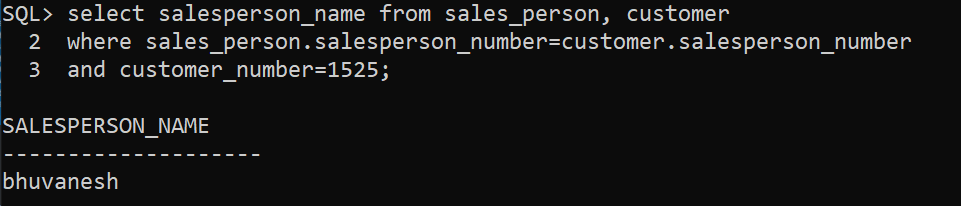 SQL> select salesperson_name from sales_person, customer
  2  where sales_person.salesperson_number=customer.salesperson_number
  3  and customer_number=1525;
SALESPERSON_NAME
--------------------
bhuvanesh